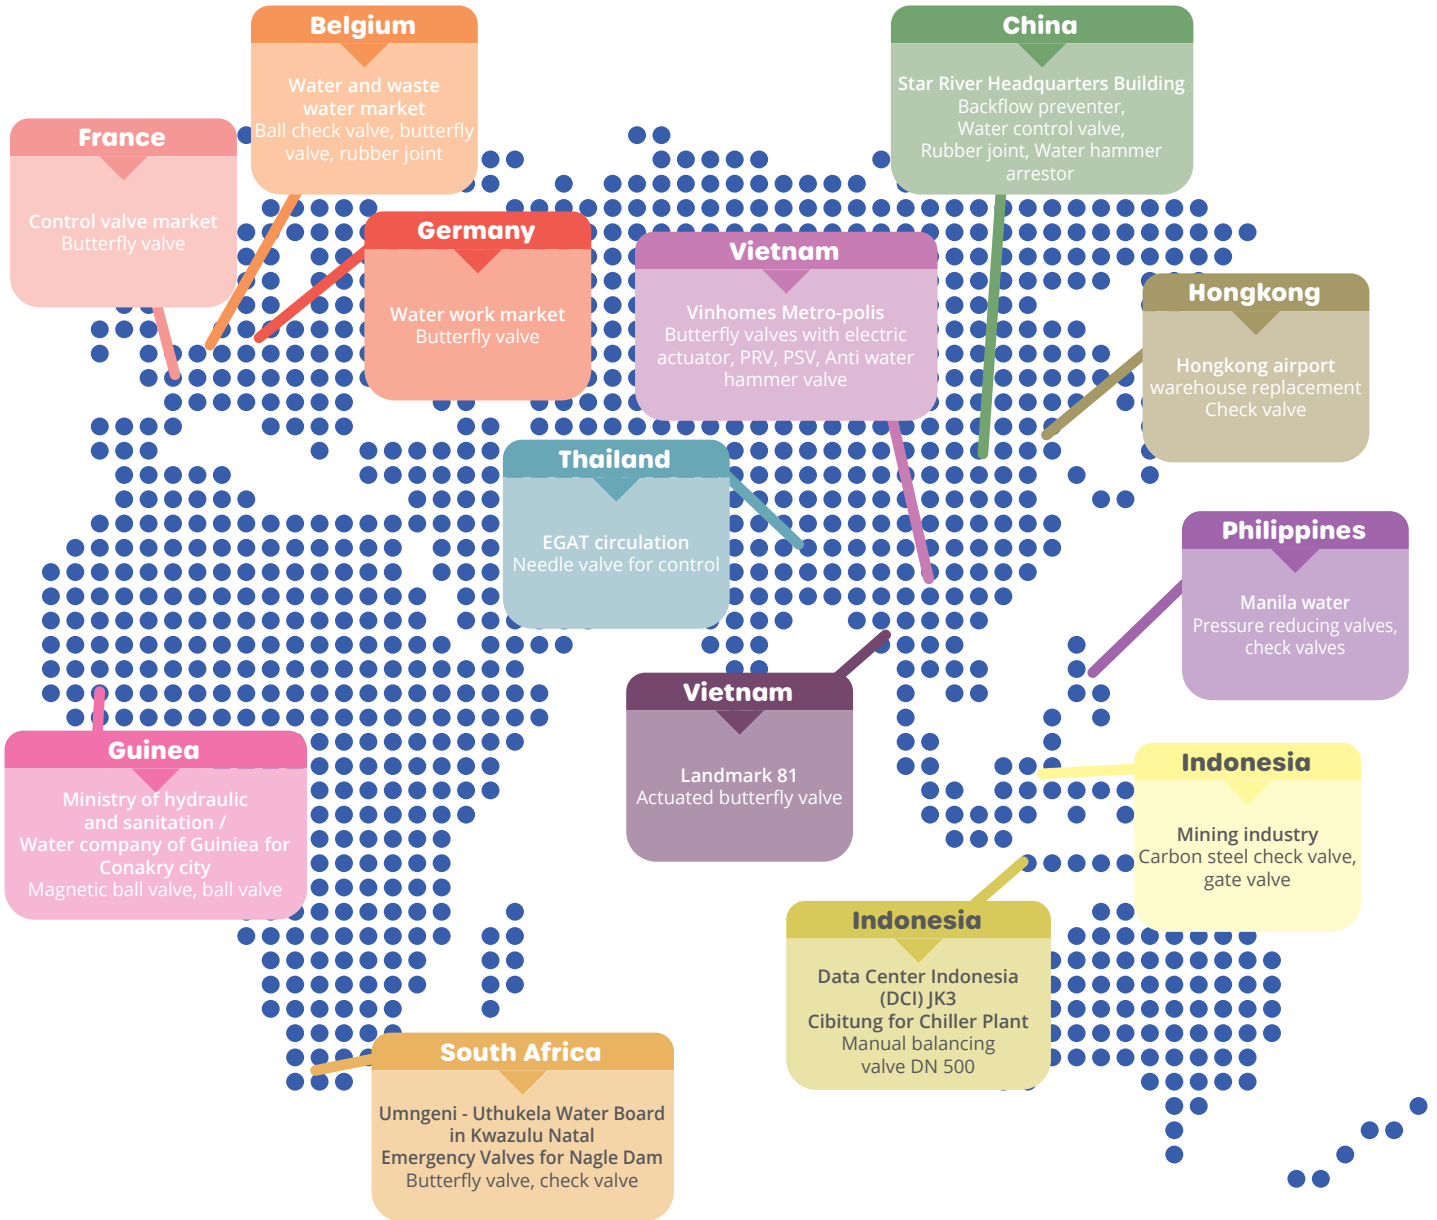 Belgium
Water and waste
water market
Ball check valve, butterfly
valve, rubber joint
China
Star River Headquarters Building
Backflow preventer,
Water control valve,
Rubber joint, Water hammer
arrestor
France
Control valve market
Butterfly valve
Germany
Water work market
Butterfly valve
Vietnam
Vinhomes Metro-polis
Butterfly valves with electric
actuator, PRV, PSV, Anti water
hammer valve
Hongkong
Hongkong airport
warehouse replacement
Check valve
Thailand
EGAT circulation
Needle valve for control
Philippines
Manila water
Pressure reducing valves,
check valves
Vietnam
Landmark 81
Actuated butterfly valve
Guinea
Ministry of hydraulic
and sanitation /
Water company of Guiniea for
Conakry city
Magnetic ball valve, ball valve
Indonesia
Mining industry
Carbon steel check valve,
gate valve
Indonesia
Data Center Indonesia
(DCI) JK3
Cibitung for Chiller Plant
Manual balancing
valve DN 500
South Africa
Umngeni - Uthukela Water Board
in Kwazulu Natal
Emergency Valves for Nagle Dam
Butterfly valve, check valve